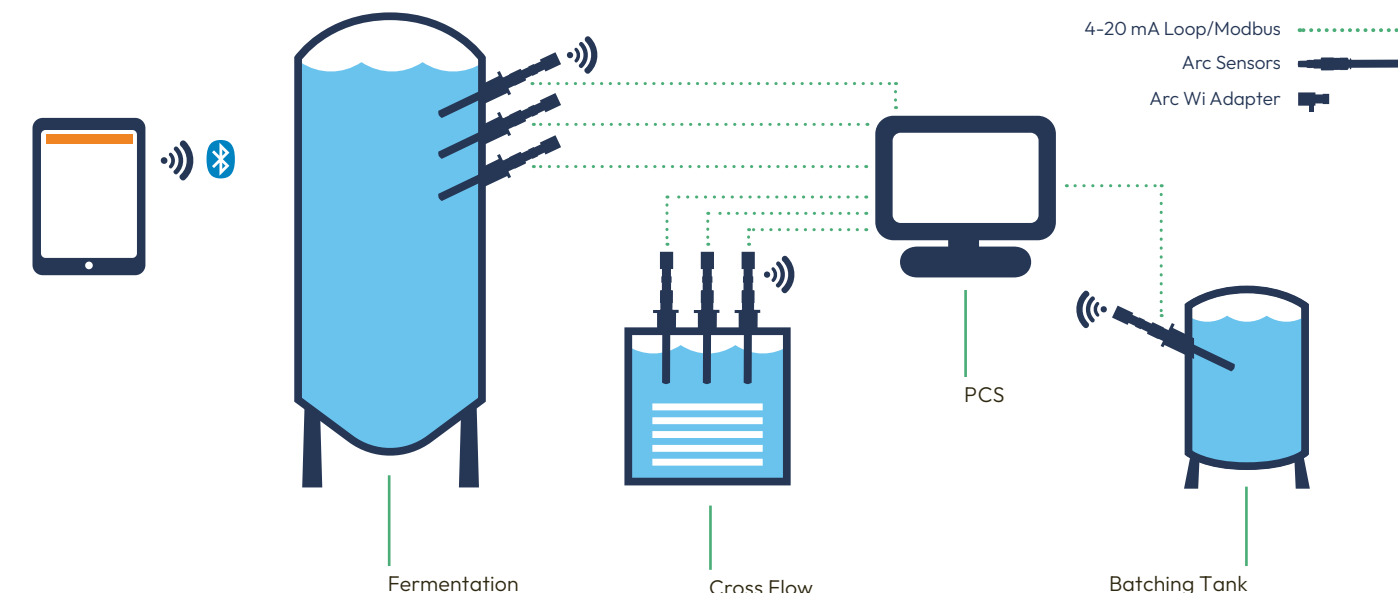 4-20 mA Loop/Modbus
Arc Sensors
Arc Wi Adapter
PCS
Fermentation
Cross Flow
Batching Tank